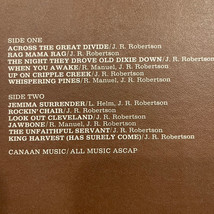 SIDE ONE
ACROSS THE GREAT DIVIDE/J. R. Robertson
RAG MAMA RAG/J. R. Robertson
THE NIGHT THEY DROVE OLD DIXIE DOWN/J. R. Robertson
WHEN YOU AWAKE/R. Manuel, J. R. Robertson
UP ON CRIPPLE CREEK/J. R. Robertson
WHISPERING PINES/R. Manuel, J. R. Robertson
SIDE TWO
JEMIMA SURRENDER/L. Helm, J. R. Robertson
ROCKIN' CHAIR/J. R. Robertson
LOOK OUT CLEVELAND/J. R. Robertson
JAWBONE/R. Manuel, J. R. Robertson
THE UNFAITHFUL SERVANT/J. R. Robertson
KING HARVEST (HAS SURELY COME)/J. R. Robertson
CANAAN MUSIC/ALL MUSIC ASCAP